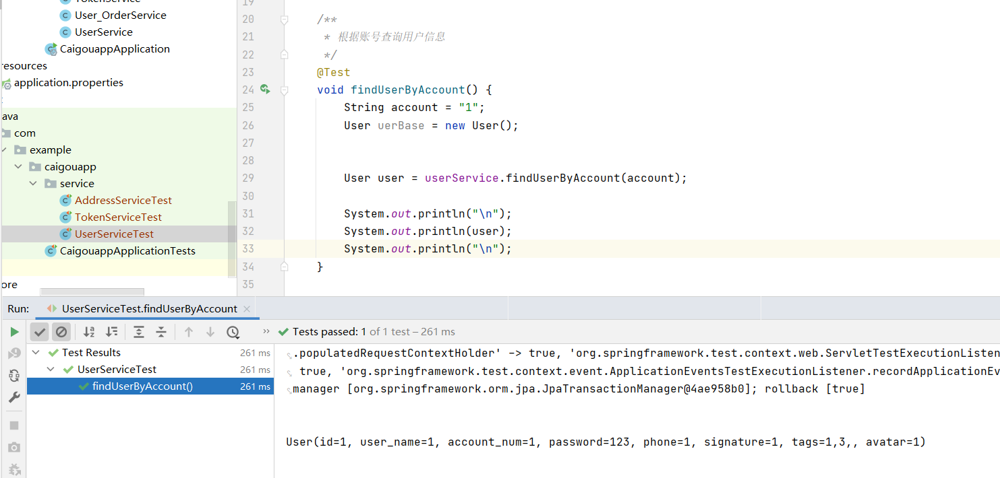 TokenService
User_OrderService
UserService
CaigouappApplication
resources
application.properties
ava
com
example
caigouapp
service
AddressServiceTest
TokenServiceTest
UserServiceTest
CaigouappApplicationTests
ore
19
20 /**
21 * 根据账号查询用户信息
22 */
23 @Test
24 void findUserByAccount() {
25 String account = "1";
26 User uerBase = new User();
27
28
29 User user = userService.findUserByAccount(account);
30
31 System.out.println("\n");
32 System.out.println(user);
33 System.out.println("\n");
34 }
35
Run: UserServiceTest.findUserByAccount
Tests passed: 1 of 1 test – 261 ms
Test Results 261 ms
UserServiceTest 261 ms
findUserByAccount() 261 ms
.populatedRequestContextHolder' -> true, 'org.springframework.test.context.web.ServletTestExecutionListen
true, 'org.springframework.test.context.event.ApplicationEventsTestExecutionListener.recordApplicationEv
manager [org.springframework.orm.jpa.JpaTransactionManager@4ae958b0]; rollback [true]
User(id=1, user_name=1, account_num=1, password=123, phone=1, signature=1, tags=1,3,, avatar=1)